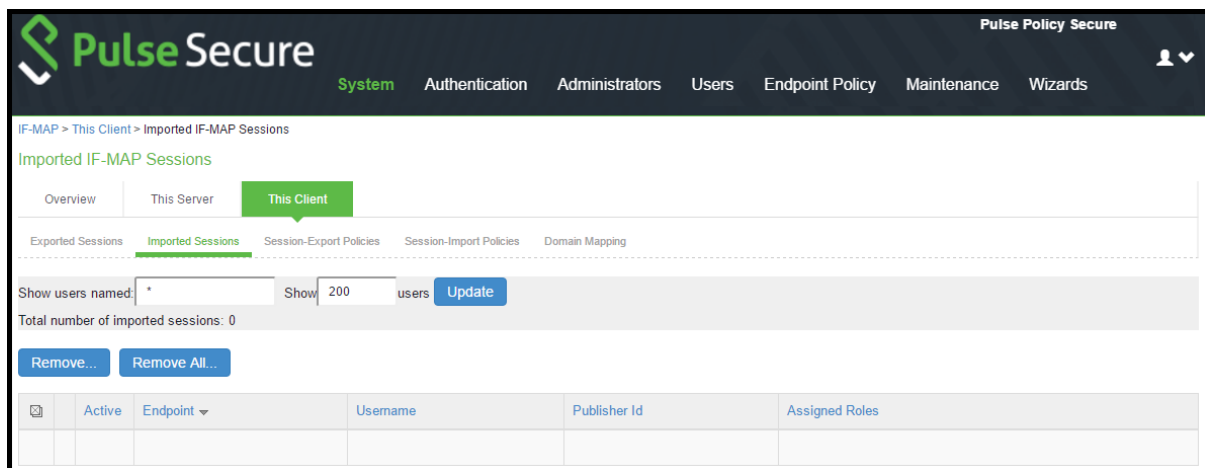 Pulse Policy Secure
Pulse Secure
System Authentication Administrators Users Endpoint Policy Maintenance Wizards
IF-MAP > This Client > Imported IF-MAP Sessions
Imported IF-MAP Sessions
Overview This Server This Client
Exported Sessions Imported Sessions Session-Export Policies Session-Import Policies Domain Mapping
Show users named: * Show 200 users Update
Total number of imported sessions: 0
Remove... Remove All...
Active Endpoint Username Publisher Id Assigned Roles